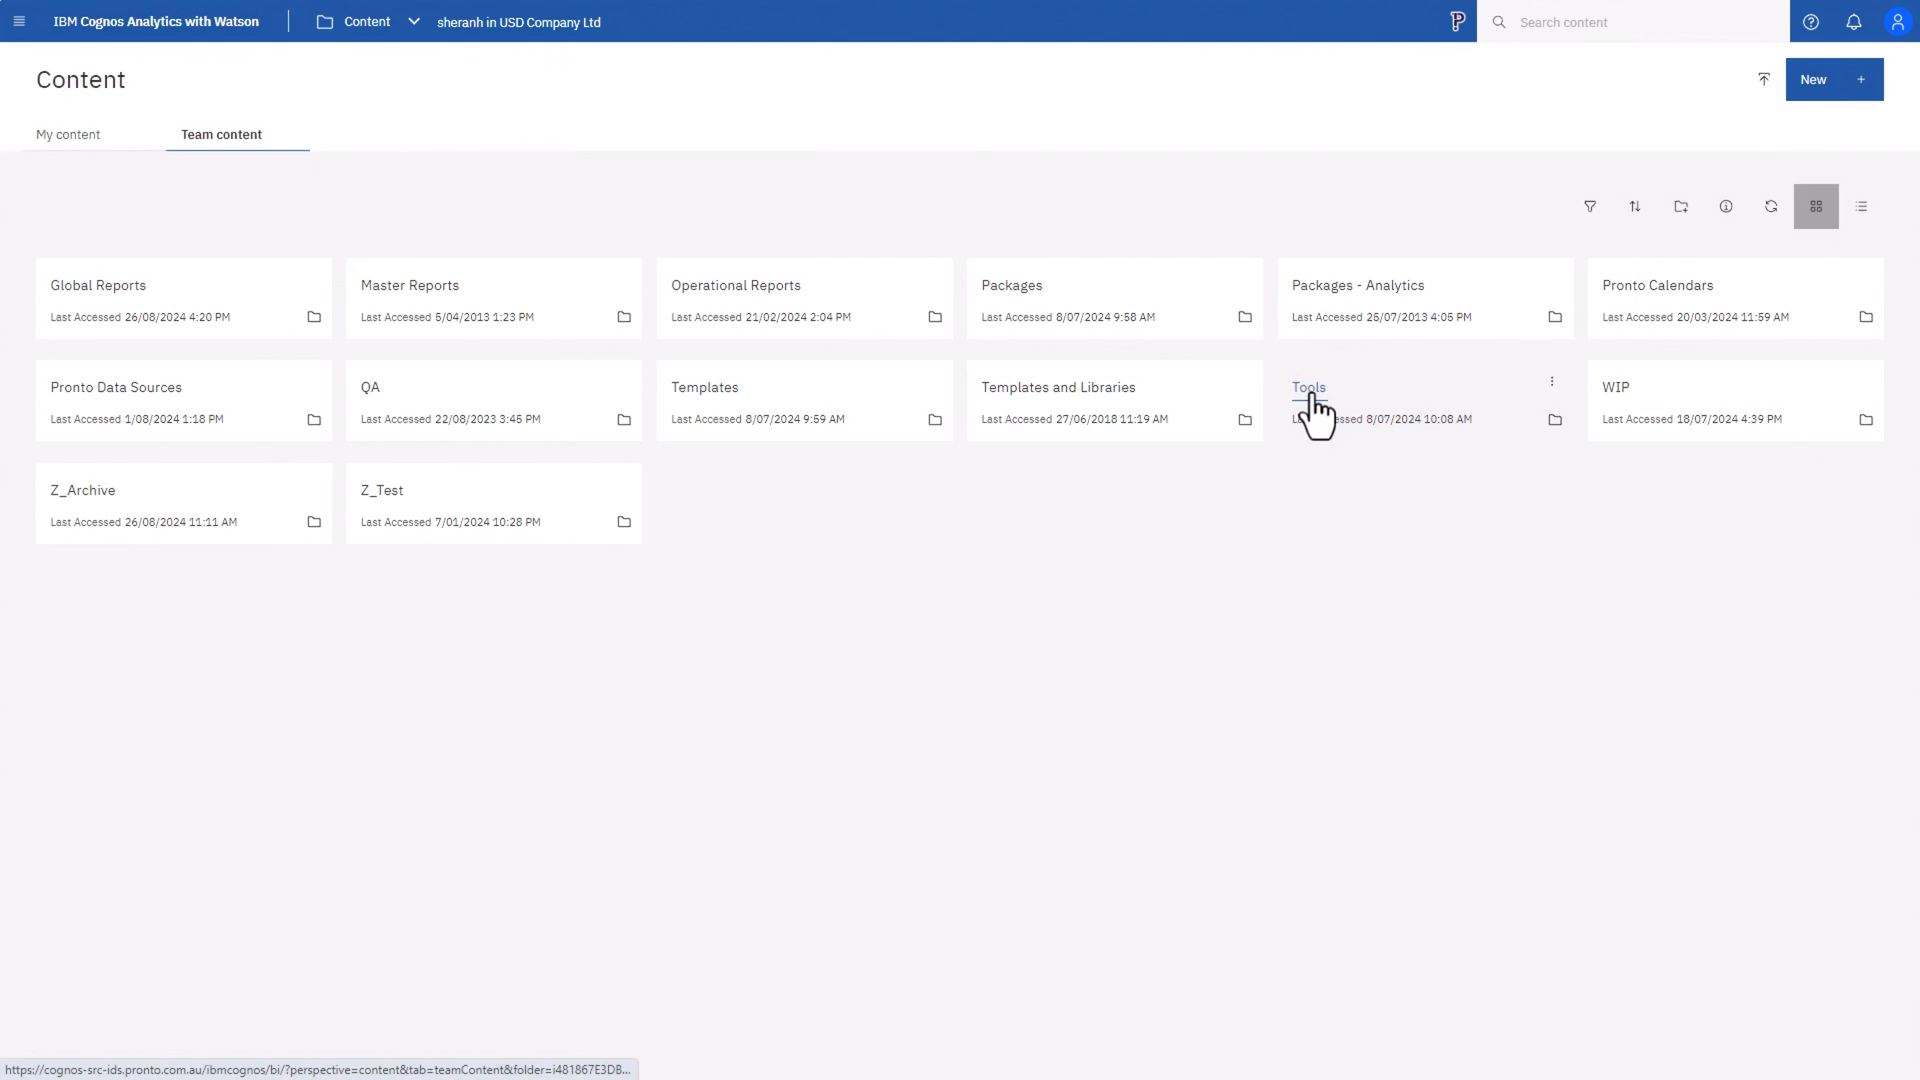 IBM Cognos Analytics with Watson
Content
sheranh in USD Company Ltd
Search content
Content
New +
My content
Team content
Global Reports
Last Accessed 26/08/2024 4:20 PM
Master Reports
Last Accessed 5/04/2013 1:23 PM
Operational Reports
Last Accessed 21/02/2024 2:04 PM
Packages
Last Accessed 8/07/2024 9:58 AM
Packages - Analytics
Last Accessed 25/07/2013 4:05 PM
Pronto Calendars
Last Accessed 20/03/2024 11:59 AM
Pronto Data Sources
Last Accessed 1/08/2024 1:18 PM
QA
Last Accessed 22/08/2023 3:45 PM
Templates
Last Accessed 8/07/2024 9:59 AM
Templates and Libraries
Last Accessed 27/06/2018 11:19 AM
Tools
8/07/2024 10:08 AM
WIP
Last Accessed 18/07/2024 4:39 PM
Z_Archive
Last Accessed 26/08/2024 11:11 AM
Z_Test
Last Accessed 7/01/2024 10:28 PM
https://cognos-src-ids.pronto.com.au/ibmcognos/bi/?perspective=content&tab=teamContent&folder=i481867E3DB...